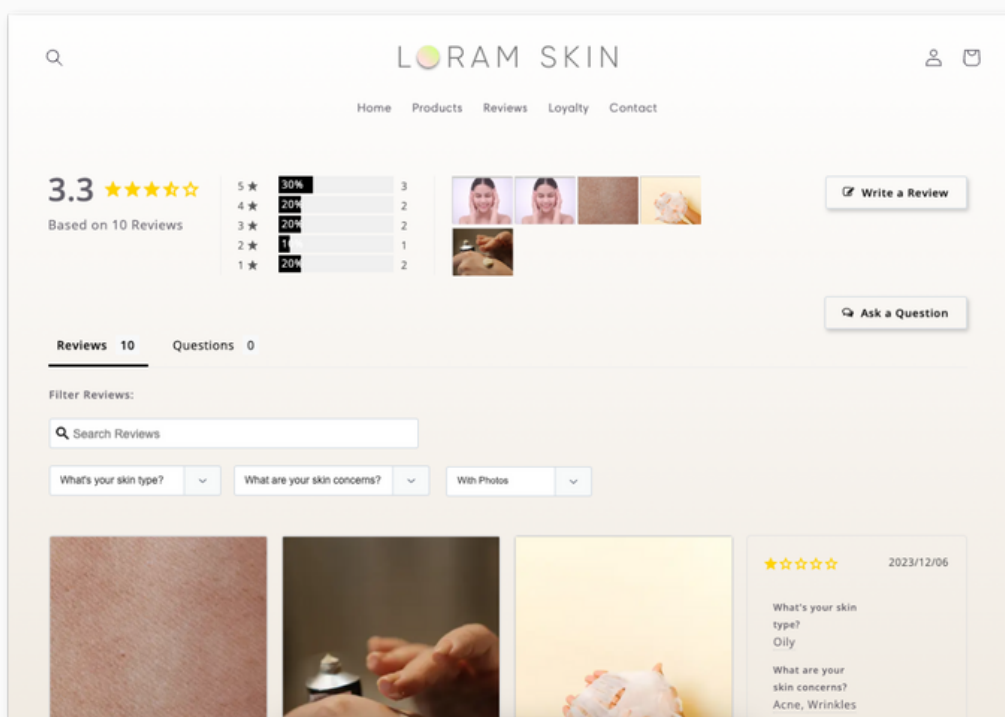 LORAM SKIN
Home Products Reviews Loyalty Contact
3.3
Based on 10 Reviews
5 ★ 30% 3
4 ★ 20% 2
3 ★ 20% 2
2 ★ 10% 1
1 ★ 20% 2
Write a Review
Ask a Question
Reviews 10 Questions 0
Filter Reviews:
Search Reviews
What's your skin type? What are your skin concerns? With Photos
2023/12/06
What's your skin
type?
Oily
What are your
skin concerns?
Acne, Wrinkles